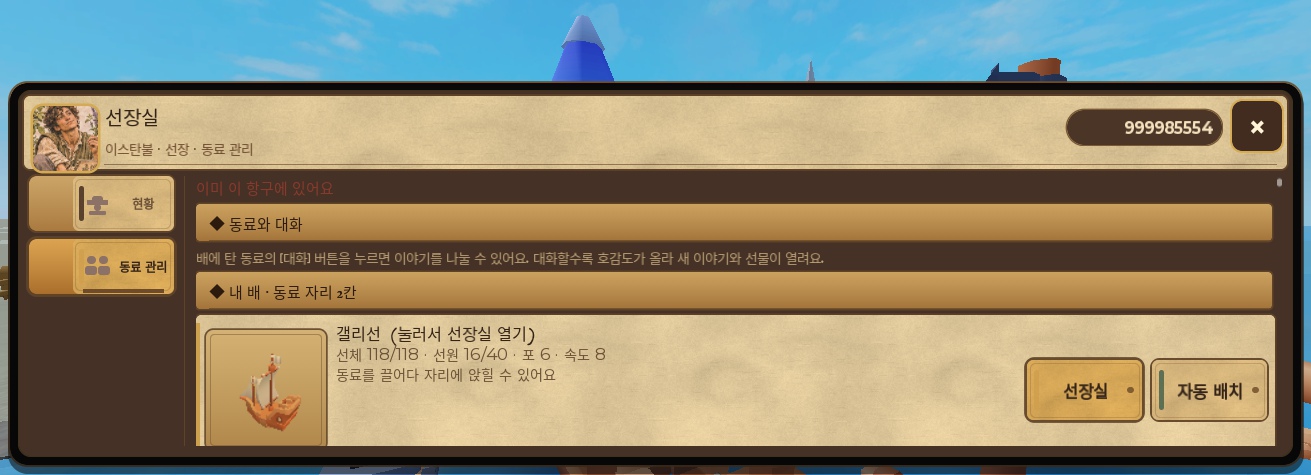 선장실
이스탄불 · 선장 · 동료 관리
999985554
×
현황
동료 관리
이미 이 항구에 있어요
◆ 동료와 대화
배에 탄 동료의 [대화] 버튼을 누르면 이야기를 나눌 수 있어요. 대화할수록 호감도가 올라 새 이야기와 선물이 열려요.
◆ 내 배 · 동료 자리 2칸
갤리선 (눌러서 선장실 열기)
선체 118/118 · 선원 16/40 · 포 6 · 속도 8
동료를 끌어다 자리에 앉힐 수 있어요
선장실
자동 배치